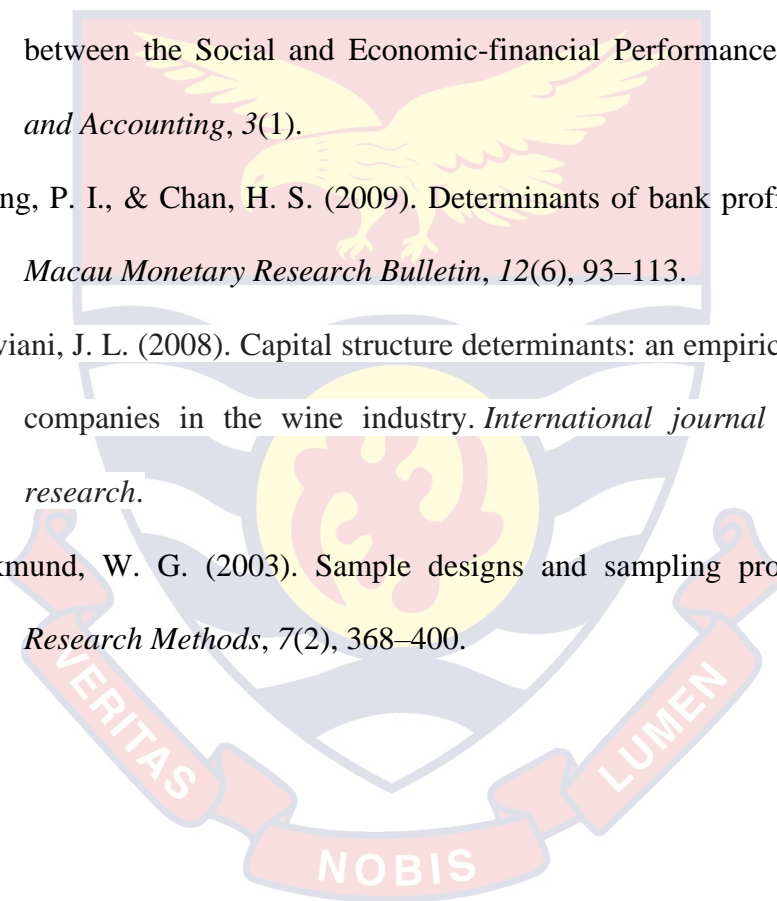 between the Social and Economic-financial Performance
and Accounting, 3(1).
ng, P. I., & Chan, H. S. (2009). Determinants of bank profi
Macau Monetary Research Bulletin, 12(6), 93–113.
viani, J. L. (2008). Capital structure determinants: an empiric
companies in the wine industry. International journal
research.
kmund, W. G. (2003). Sample designs and sampling pro
Research Methods, 7(2), 368–400.
VERITAS
NOBIS
LUMEN